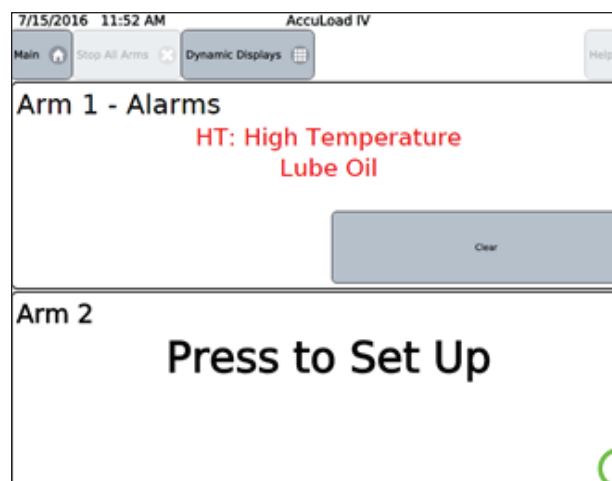 7/15/2016 11:52 AM AccuLoad IV
Main Stop All Arms Dynamic Displays Help
Arm 1 - Alarms
HT: High Temperature
Lube Oil
Clear
Arm 2
Press to Set Up